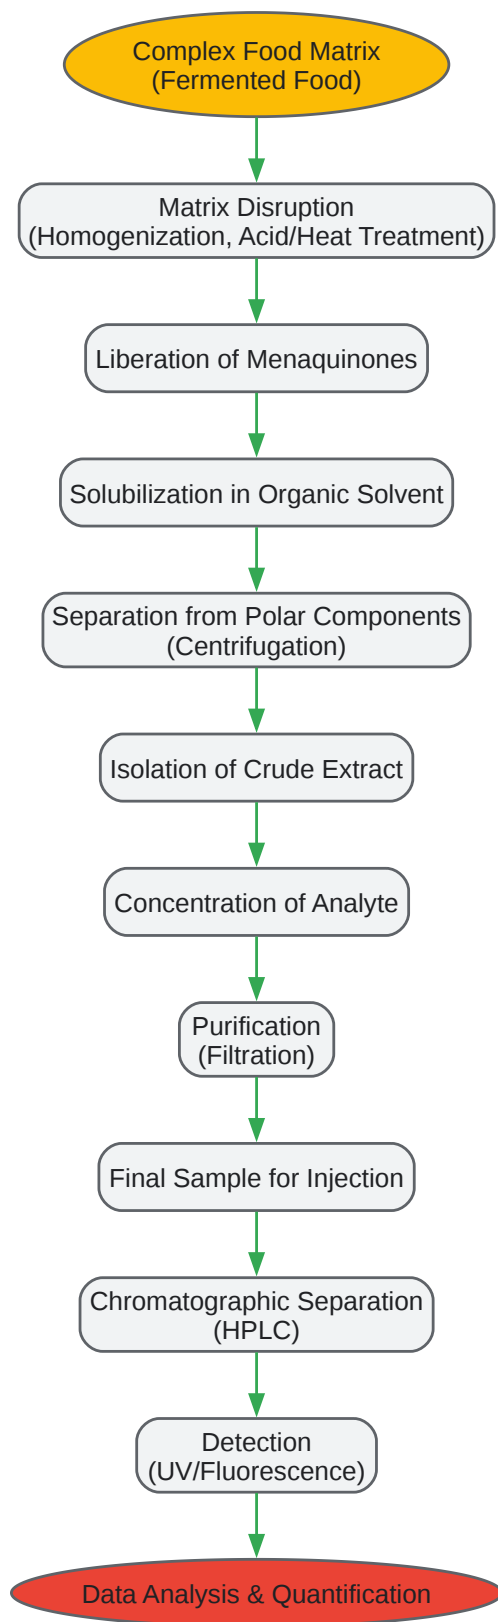 Complex Food Matrix
(Fermented Food)
Matrix Disruption
(Homogenization, Acid/Heat Treatment)
Liberation of Menaquinones
Solubilization in Organic Solvent
Separation from Polar Components
(Centrifugation)
Isolation of Crude Extract
Concentration of Analyte
Purification
(Filtration)
Final Sample for Injection
Chromatographic Separation
(HPLC)
Detection
(UV/Fluorescence)
Data Analysis & Quantification